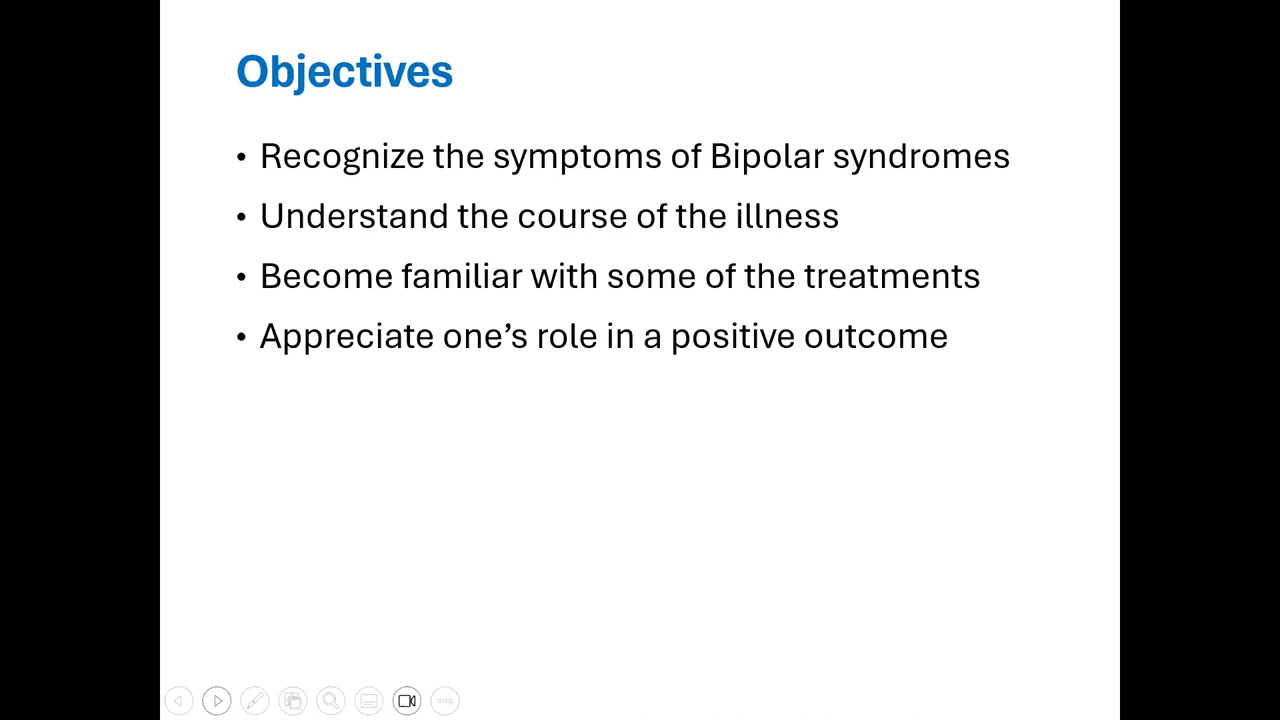 Objectives
• Recognize the symptoms of Bipolar syndromes
• Understand the course of the illness
• Become familiar with some of the treatments
• Appreciate one’s role in a positive outcome